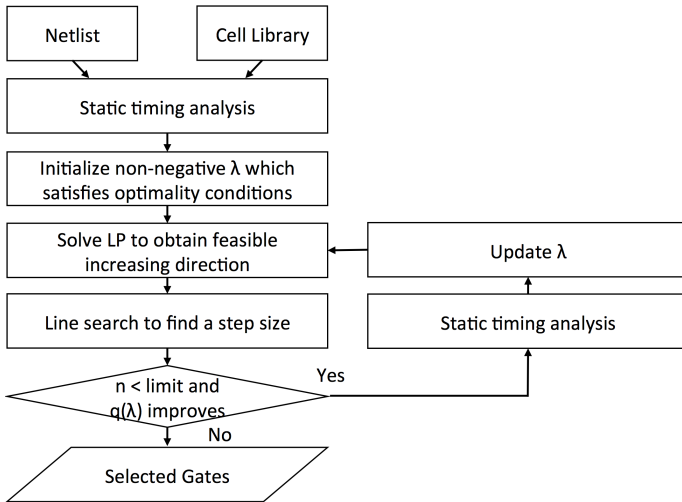 Netlist
Cell Library
Static timing analysis
Initialize non-negative λ which
satisfies optimality conditions
Solve LP to obtain feasible
increasing direction
Update λ
Line search to find a step size
Static timing analysis
Yes
n < limit and
q(λ) improves
No
Selected Gates